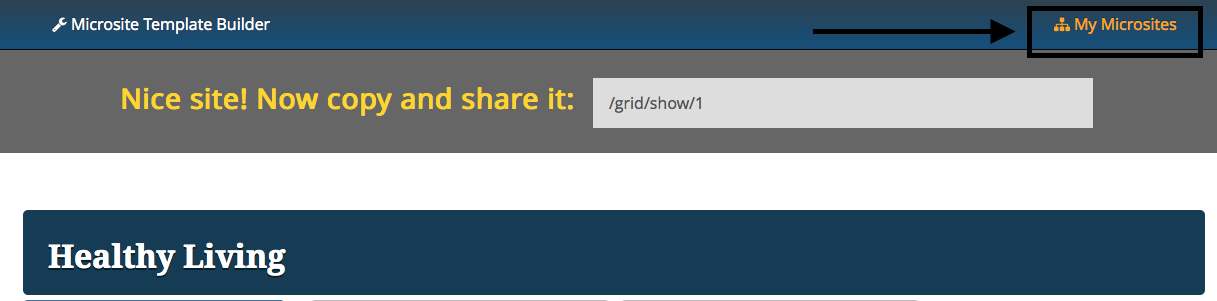 Microsite Template Builder
My Microsites
Nice site! Now copy and share it:
/grid/show/1
Healthy Living